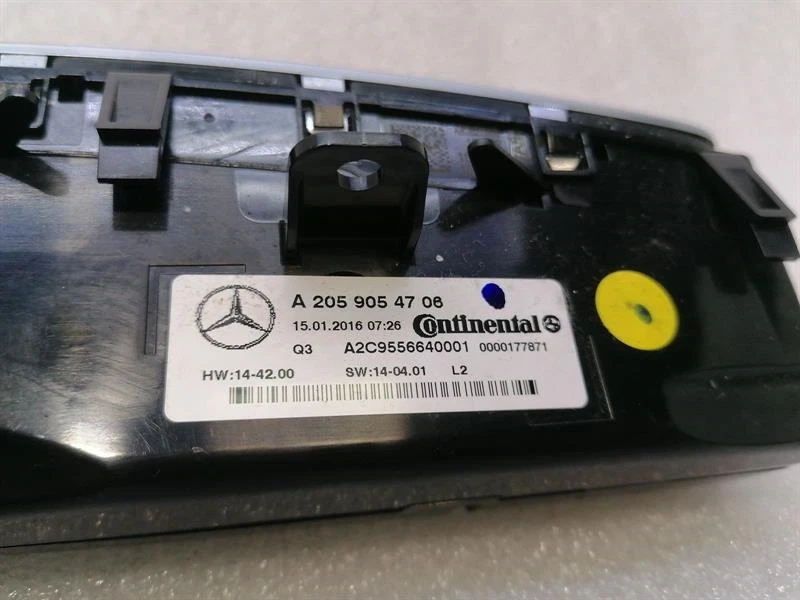 A 205 905 47 06
15.01.2016 07:26 Continental
Q3 A2C9556640001 0000177871
HW:14-42.00 SW:14-04.01 L2